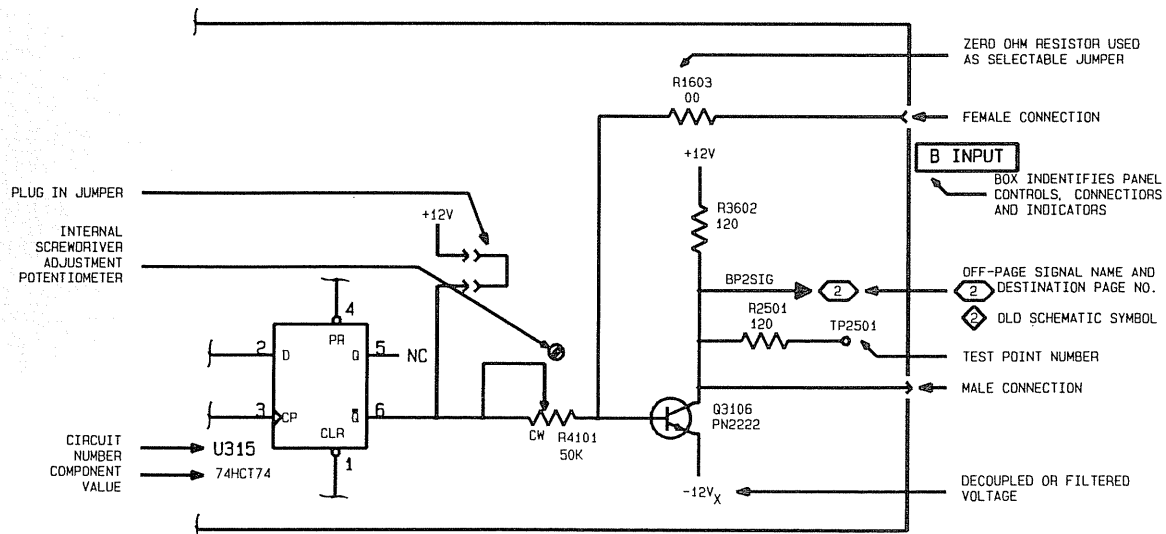 ZERO OHM RESISTOR USED
AS SELECTABLE JUMPER
R1603
00
FEMALE CONNECTION
+12V
B INPUT
BOX INDENTIFIES PANEL
CONTROLS, CONNECTIORS
AND INDICATORS
PLUG IN JUMPER
+12V
R3602
120
INTERNAL
SCREWDRIVER
ADJUSTMENT
POTENTIOMETER
BP2SIG
2
OFF-PAGE SIGNAL NAME AND
2 DESTINATION PAGE NO.
R2501
120
TP2501
2 OLD SCHEMATIC SYMBOL
4
PR
2 D Q 5 NC
TEST POINT NUMBER
MALE CONNECTION
3 CP Q 6
CLR
1
CW R4101
50K
Q3106
PN2222
CIRCUIT
NUMBER
U315
COMPONENT
VALUE
74HCT74
-12VX
DECOUPLED OR FILTERED
VOLTAGE